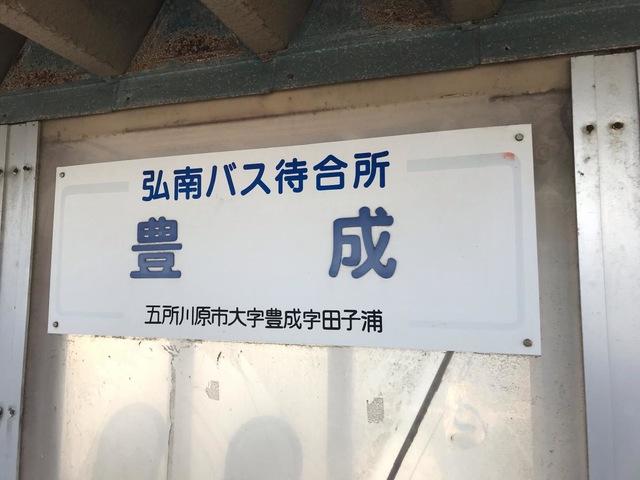 弘南バス待合所
豊成
五所川原市大字豊成字田子浦